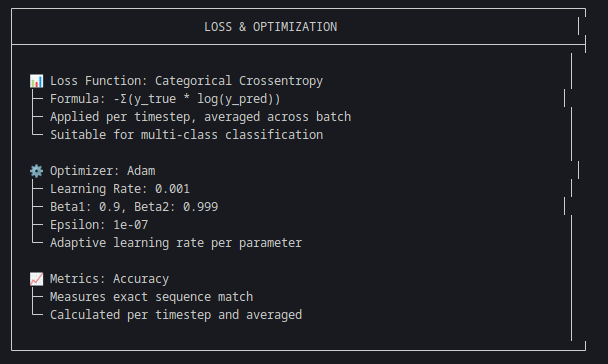 LOSS & OPTIMIZATION
📊 Loss Function: Categorical Crossentropy
├─ Formula: -Σ(y_true * log(y_pred))
├─ Applied per timestep, averaged across batch
└─ Suitable for multi-class classification
⚙️ Optimizer: Adam
├─ Learning Rate: 0.001
├─ Beta1: 0.9, Beta2: 0.999
├─ Epsilon: 1e-07
└─ Adaptive learning rate per parameter
📈 Metrics: Accuracy
├─ Measures exact sequence match
└─ Calculated per timestep and averaged